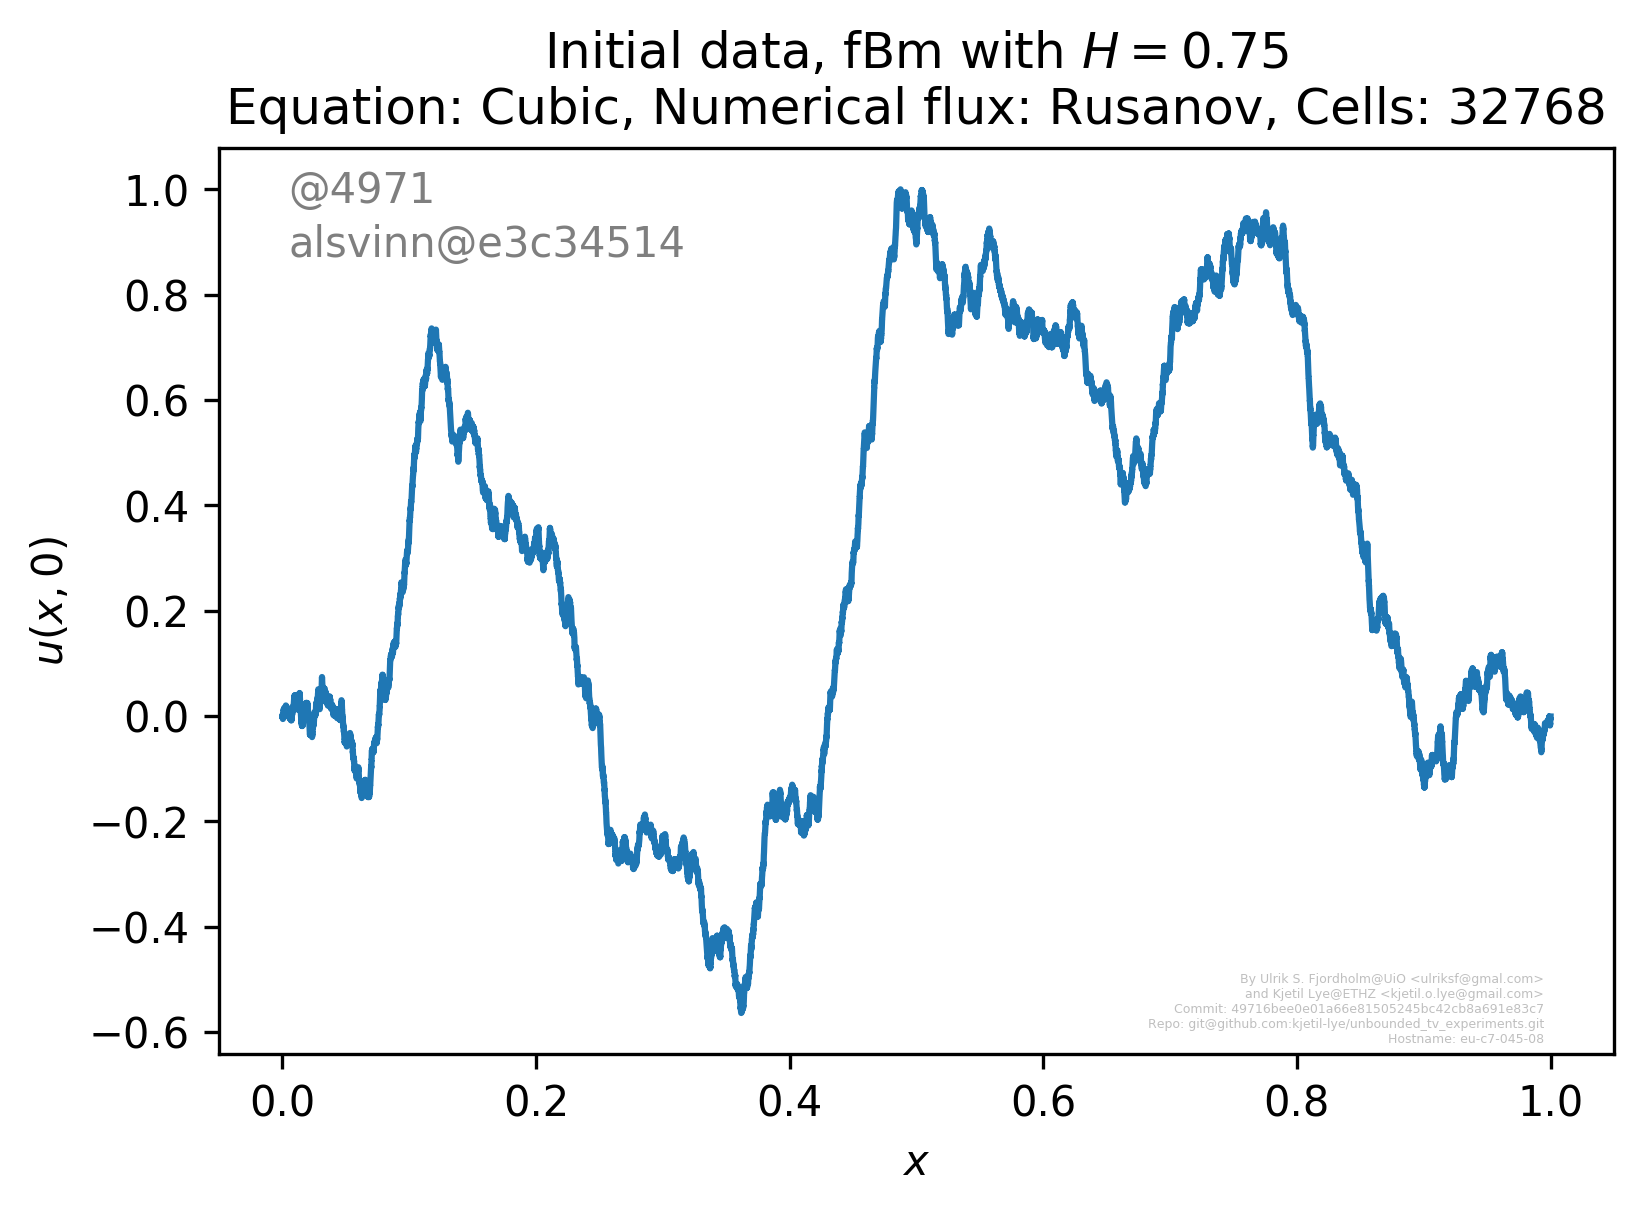 Initial data, fBm with H = 0.75
Equation: Cubic, Numerical flux: Rusanov, Cells: 32768
@4971
alsvinn@e3c34514
1.0
0.8
0.6
0.4
0.2
0.0
−0.2
−0.4
−0.6
u(x, 0)
By Ulrik S. Fjordholm@UiO <ulriksf@gmal.com>
and Kjetil Lye@ETHZ <kjetil.o.lye@gmail.com>
Commit: 49716bee0e01a66e81505245bc42cb8a691e83c7
Repo: git@github.com:kjetil-lye/unbounded_tv_experiments.git
Hostname: eu-c7-045-08
0.0 0.2 0.4 0.6 0.8 1.0
x